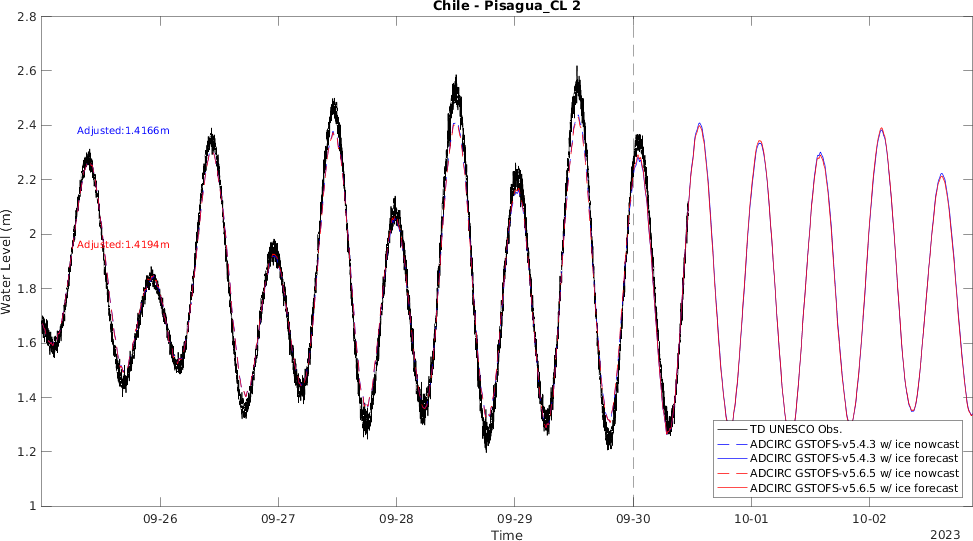 Chile - Pisagua_CL 2
2.8
2.6
2.4
2.2
2
1.8
1.6
1.4
1.2
1
Water Level (m)
Adjusted:1.4166m
Adjusted:1.4194m
TD UNESCO Obs.
ADCIRC GSTOFS-v5.4.3 w/ ice nowcast
ADCIRC GSTOFS-v5.4.3 w/ ice forecast
ADCIRC GSTOFS-v5.6.5 w/ ice nowcast
ADCIRC GSTOFS-v5.6.5 w/ ice forecast
09-26 09-27 09-28 09-29 09-30 10-01 10-02
Time
2023